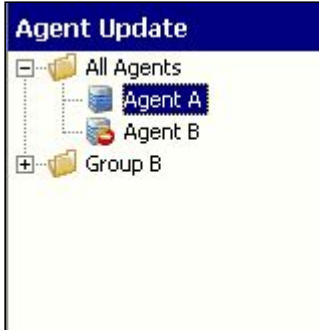 Agent Update
All Agents
Agent A
Agent B
Group B